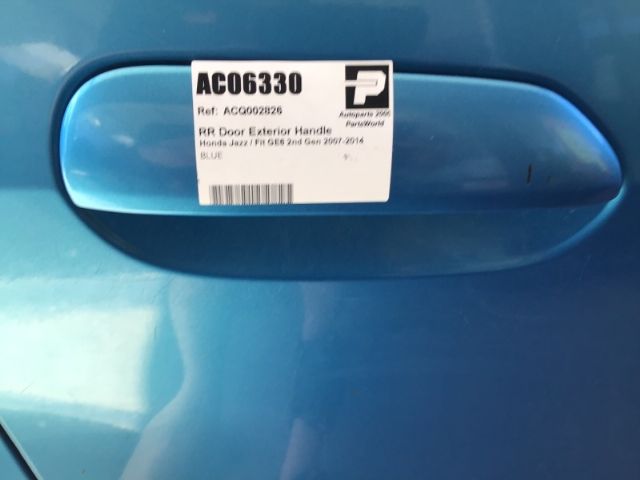 AC06330
Ref: ACQ002826
P
Autoparts 2000
PartsWorld
RR Door Exterior Handle
Honda Jazz / Fit GE6 2nd Gen 2007-2014
BLUE